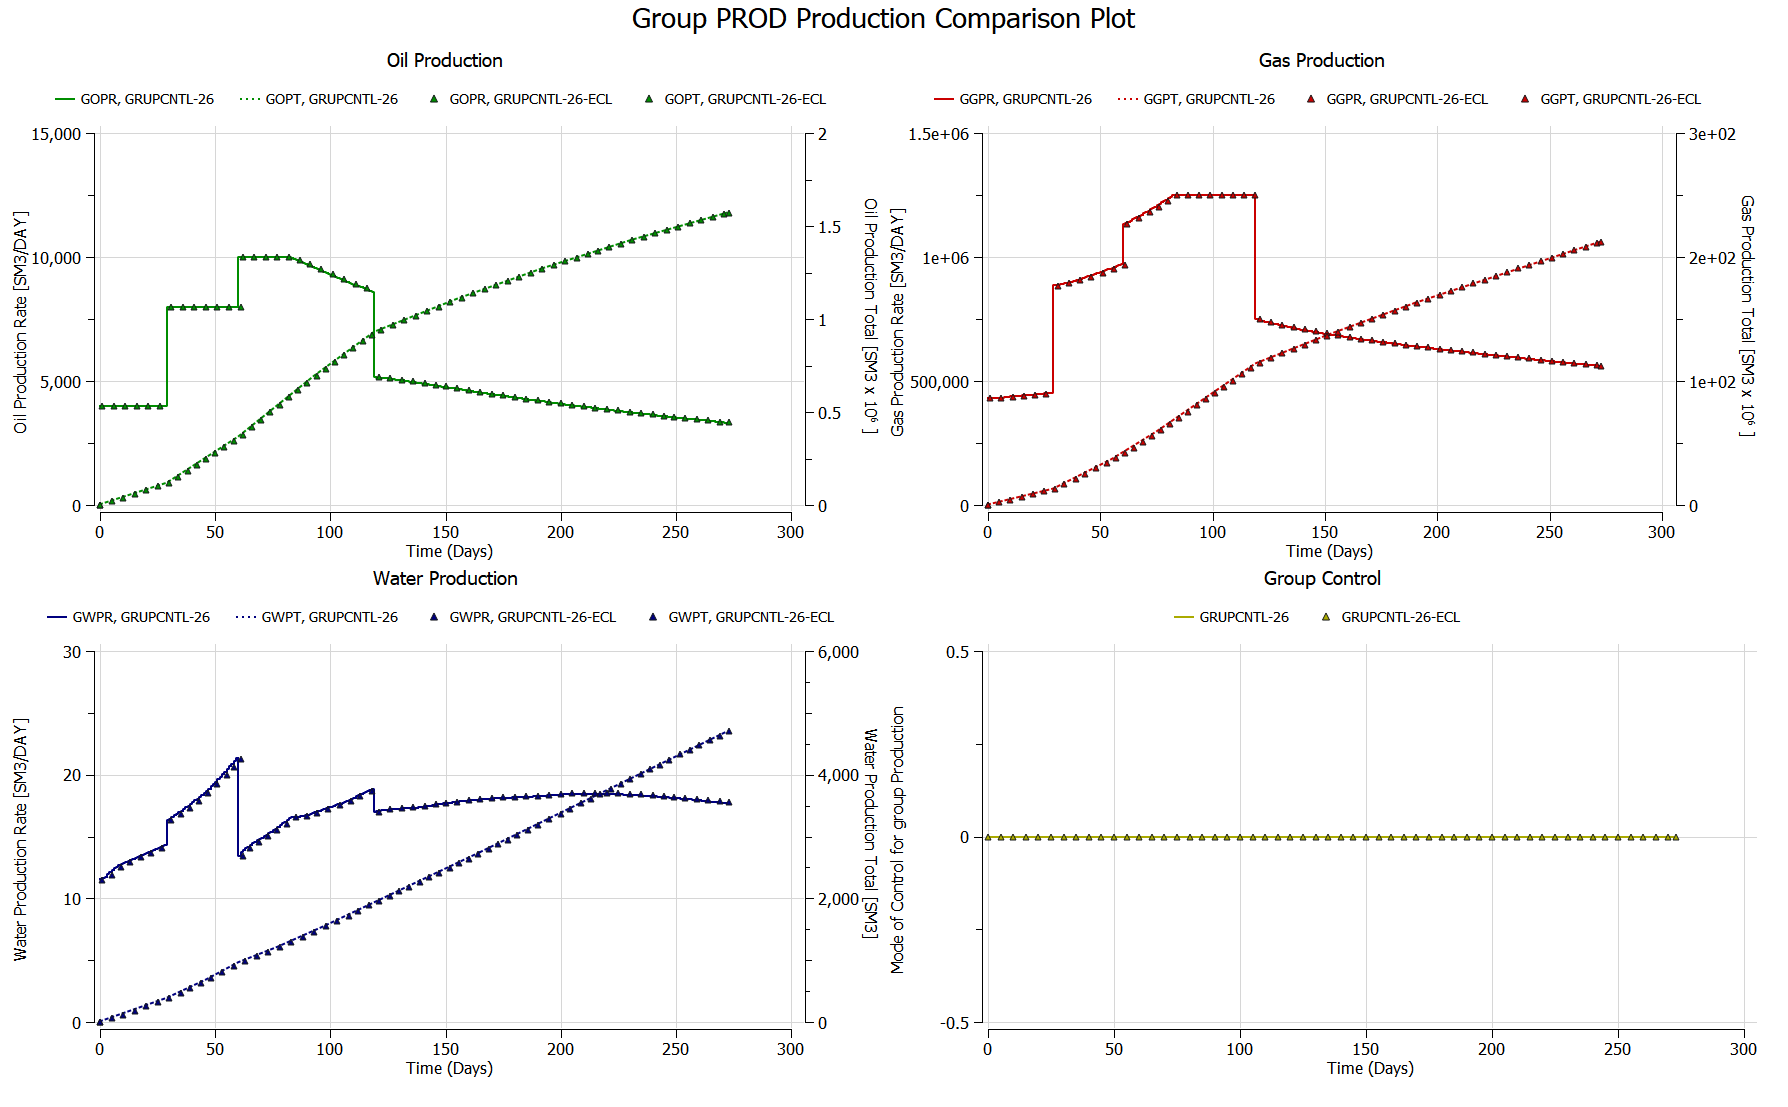 Group PROD Production Comparison Plot
Oil Production
GOPR, GRUPCNTL-26 GOPT, GRUPCNTL-26 GOPR, GRUPCNTL-26-ECL GOPT, GRUPCNTL-26-ECL
15,000
10,000
5,000
0
Oil Production Rate [SM3/DAY]
2
1.5
1
0.5
0
Oil Production Total [SM3 x 10⁶ ]
0 50 100 150 200 250 300
Time (Days)
Gas Production
GGPR, GRUPCNTL-26 GGPT, GRUPCNTL-26 GGPR, GRUPCNTL-26-ECL GGPT, GRUPCNTL-26-ECL
1.5e+06
1e+06
500,000
0
Gas Production Rate [SM3/DAY]
3e+02
2e+02
1e+02
0
Gas Production Total [SM3 x 10⁶ ]
0 50 100 150 200 250 300
Time (Days)
Water Production
GWPR, GRUPCNTL-26 GWPT, GRUPCNTL-26 GWPR, GRUPCNTL-26-ECL GWPT, GRUPCNTL-26-ECL
30
20
10
0
Water Production Rate [SM3/DAY]
6,000
4,000
2,000
0
Water Production Total [SM3]
0 50 100 150 200 250 300
Time (Days)
Group Control
GRUPCNTL-26 GRUPCNTL-26-ECL
0.5
0
-0.5
Mode of Control for group Production
0 50 100 150 200 250 300
Time (Days)